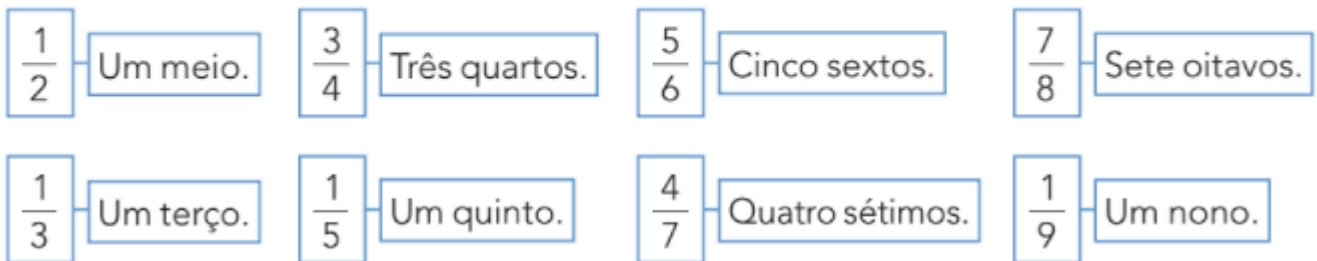 1/2 Um meio. 3/4 Três quartos. 5/6 Cinco sextos. 7/8 Sete oitavos.
1/3 Um terço. 1/5 Um quinto. 4/7 Quatro sétimos. 1/9 Um nono.